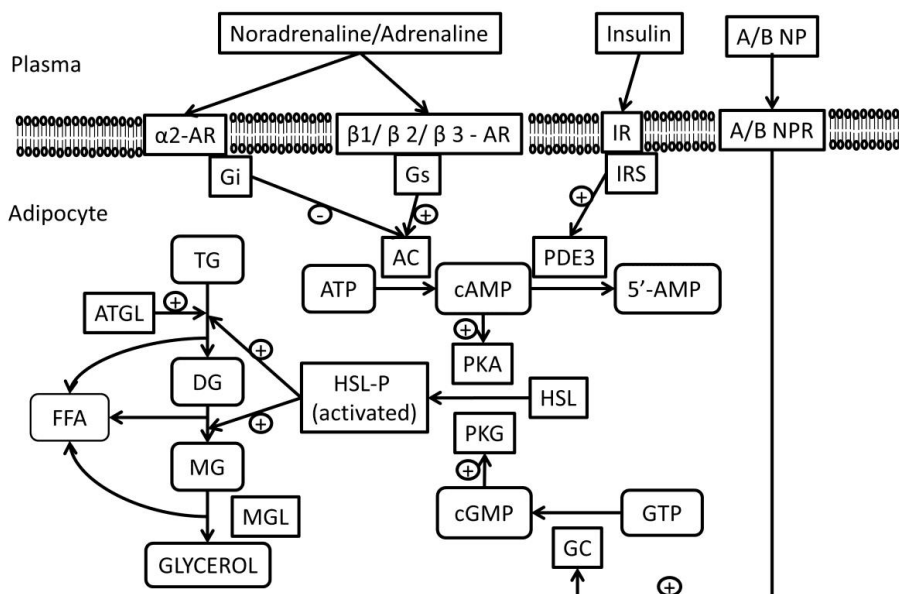 Noradrenaline/Adrenaline
Insulin
A/B NP
Plasma
α2-AR
β1/ β 2/ β 3 - AR
IR
A/B NPR
Gi
Gs
IRS
Adipocyte
-
+
+
TG
AC
PDE3
ATP
cAMP
5’-AMP
ATGL
+
+
+
PKA
DG
HSL-P
(activated)
HSL
FFA
+
PKG
MG
+
MGL
cGMP
GTP
GC
GLYCEROL
+